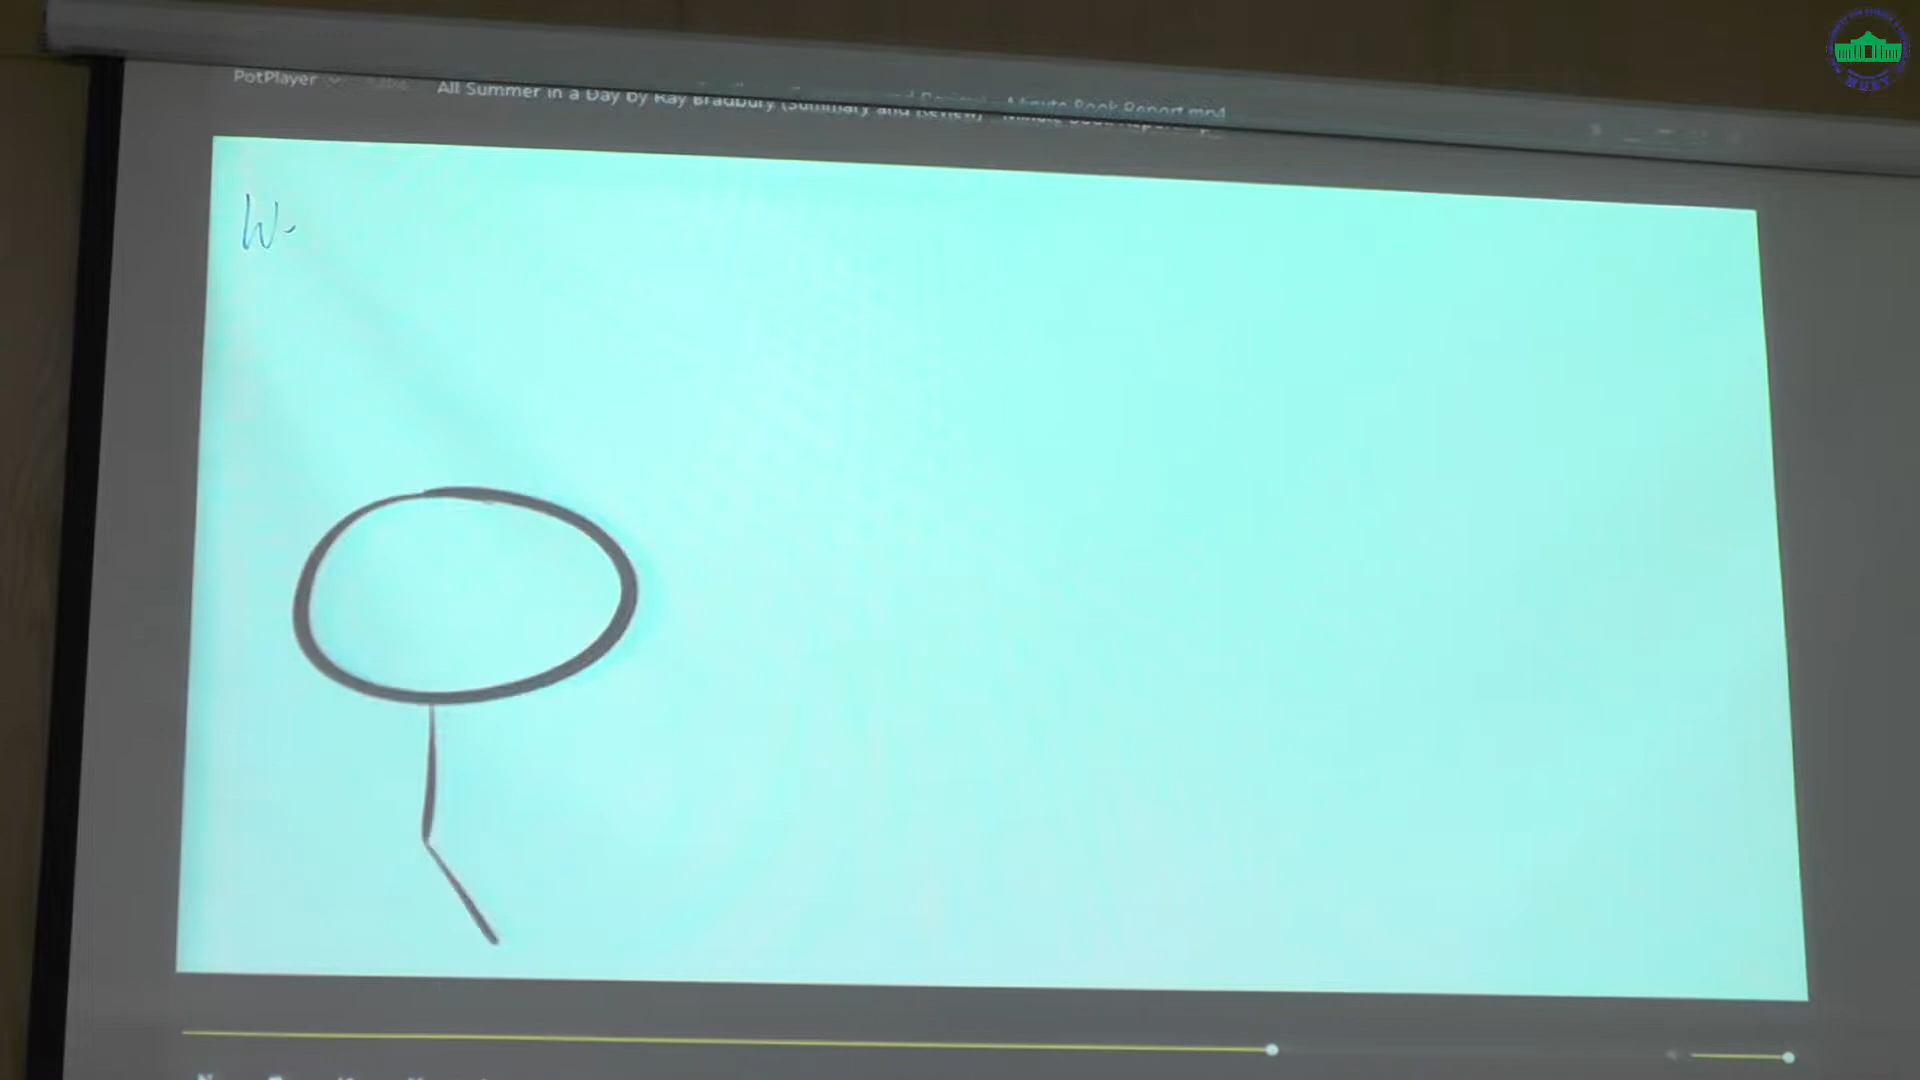 PotPlayer
All Summer in a Day by Ray Bradbury (Summary and Review) - Minute Book Report.mp4
W